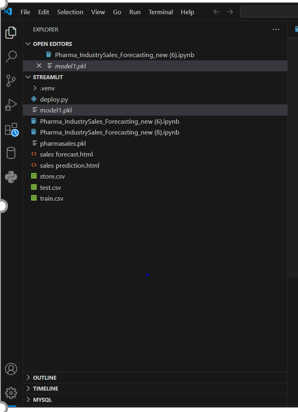 File Edit Selection View Go Run Terminal Help
EXPLORER
OPEN EDITORS
Pharma_IndustrySales_Forecasting_new (6).ipynb
model1.pkl
STREAMLIT
.venv
deploy.py
model1.pkl
Pharma_IndustrySales_Forecasting_new (6).ipynb
Pharma_IndustrySales_Forecasting_new (8).ipynb
pharmasales.pkl
sales forecast.html
sales prediction.html
store.csv
test.csv
train.csv
OUTLINE
TIMELINE
MYSQL